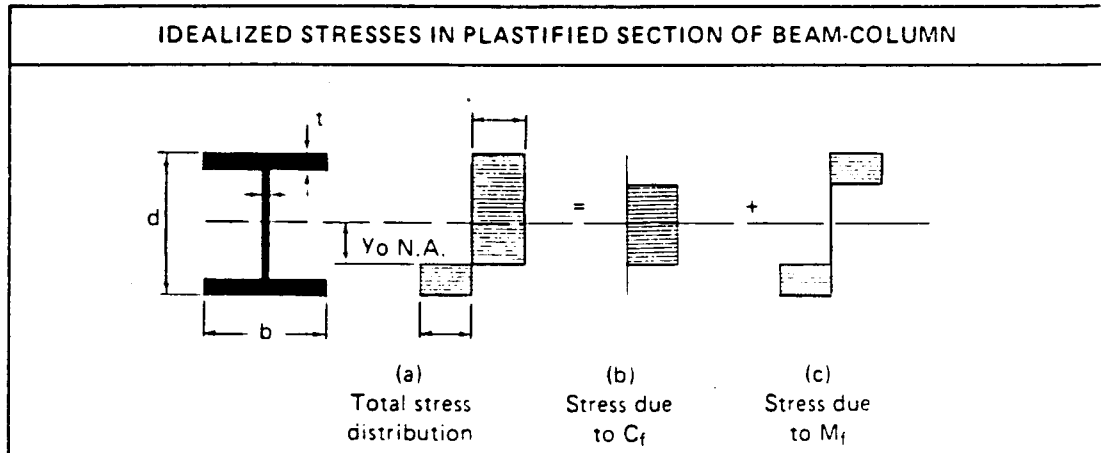 IDEALIZED STRESSES IN PLASTIFIED SECTION OF BEAM-COLUMN
t
d
=
+
yo N.A.
b
(a)
Total stress
distribution
(b)
Stress due
to Cf
(c)
Stress due
to Mf